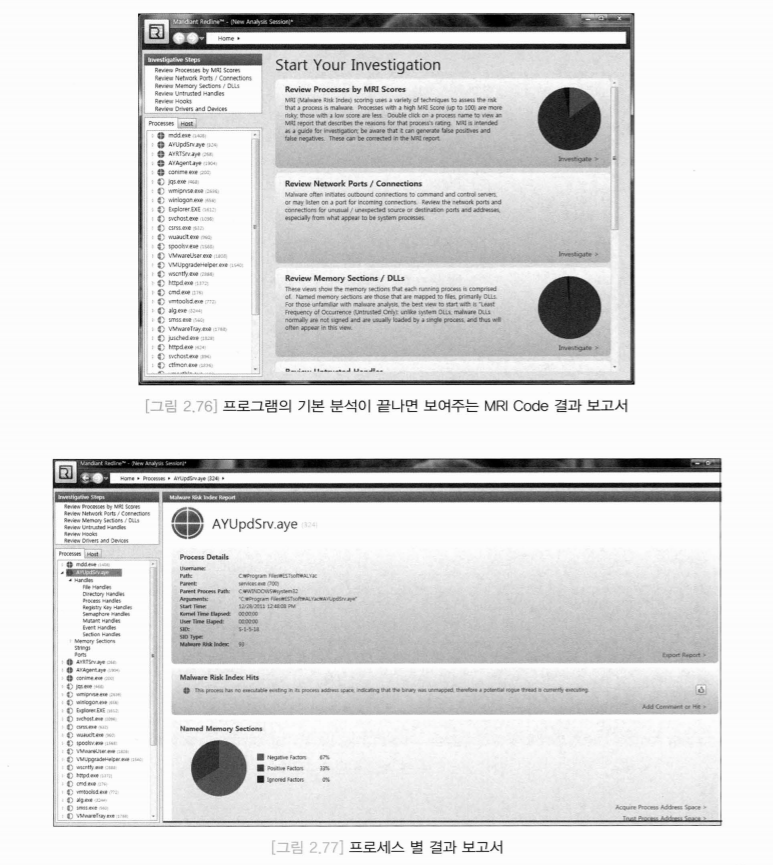 Mandiant Redline™ - (New Analysis Session)*
Home
Investigative Steps
Review Processes by MRI Scores
Review Network Ports / Connections
Review Memory Sections / DLLs
Review Untrusted Handles
Review Hooks
Review Drivers and Devices
Processes Host
mdd.exe (1408)
AYUpdSrv.aye (324)
AYRTSrv.aye (268)
AYAgent.aye (1904)
conime.exe (200)
jqs.exe (468)
wmiprvse.exe
winlogon.exe
Explorer.EXE (1612)
svchost.exe
csrss.exe (632)
wuauclt.exe (960)
spoolsv.exe
VMwareUser.exe
VMUpgradeHelper.exe
wscntfy.exe
httpd.exe (1372)
cmd.exe
vmtoolsd.exe (772)
alg.exe
smss.exe (560)
VMwareTray.exe (1788)
jusched.exe
httpd.exe (424)
svchost.exe
ctfmon.exe
Start Your Investigation
Review Processes by MRI Scores
MRI (Malware Risk Index) scoring uses a variety of techniques to assess the risk
that a process is malware. Processes with a high MRI Score (up to 100) are more
risky; those with a low score are less. Double click on a process name to view an
MRI report that describes the reasons for that process's rating. MRI is intended
as a guide for investigation; be aware that it can generate false positives and
false negatives. These can be corrected in the MRI report.
Investigate >
Review Network Ports / Connections
Malware often initiates outbound connections to command and control servers,
or may listen on a port for incoming connections. Review the network ports and
connections for unusual / unexpected source or destination ports and addresses,
especially from what appear to be system processes.
Investigate >
Review Memory Sections / DLLs
These views show the memory sections that each running process is comprised
of. Named memory sections are those that are mapped to files, primarily DLLs.
For those unfamiliar with malware analysis, the best view to start with is "Least
Frequency of Occurrence (Untrusted Only); unlike system DLLs, malware DLLs
normally are not signed and are usually loaded by a single process, and thus will
often appear in this view.
Investigate >
Review Untrusted Handles
[그림 2.76] 프로그램의 기본 분석이 끝나면 보여주는 MRI Code 결과 보고서
Mandiant Redline™ - (New Analysis Session)*
Home Processes AYUpdSrv.aye (324)
Investigative Steps
Review Processes by MRI Scores
Review Network Ports / Connections
Review Memory Sections / DLLs
Review Untrusted Handles
Review Hooks
Review Drivers and Devices
Processes Host
mdd.exe (1408)
AYUpdSrv.aye
Handles
File Handles
Directory Handles
Process Handles
Registry Key Handles
Semaphore Handles
Mutant Handles
Event Handles
Section Handles
Memory Sections
Strings
Ports
AYRTSrv.aye (268)
AYAgent.aye (1904)
conime.exe (200)
jqs.exe (468)
wmiprvse.exe
winlogon.exe
Explorer.EXE (1612)
svchost.exe
csrss.exe
wuauclt.exe (960)
spoolsv.exe
VMwareUser.exe
VMUpgradeHelper.exe
wscntfy.exe
httpd.exe (1372)
cmd.exe
vmtoolsd.exe (772)
alg.exe
smss.exe (560)
VMwareTray.exe (1788)
Malware Risk Index Report
AYUpdSrv.aye (324)
Process Details
Username:
Path: C:₩Program Files₩ESTsoft₩ALYac
Parent: services.exe (700)
Parent Process Path: C:₩WINDOWS₩system32
Arguments: "C:₩Program Files₩ESTsoft₩ALYac₩AYUpdSrv.aye"
Start Time: 12/28/2011 12:40:08 PM
Kernel Time Elapsed: 00:00:00
User Time Elaped: 00:00:00
SID: S-1-5-18
SID Type:
Malware Risk Index: 93
Export Report >
Malware Risk Index Hits
This process has no executable existing in its process address space, indicating that the binary was unmapped, therefore a potential rogue thread is currently executing.
Add Comment or Hit >
Named Memory Sections
Negative Factors 67%
Positive Factors 33%
Ignored Factors 0%
Acquire Process Address Space >
Trust Process Address Space >
[그림 2.77] 프로세스 별 결과 보고서